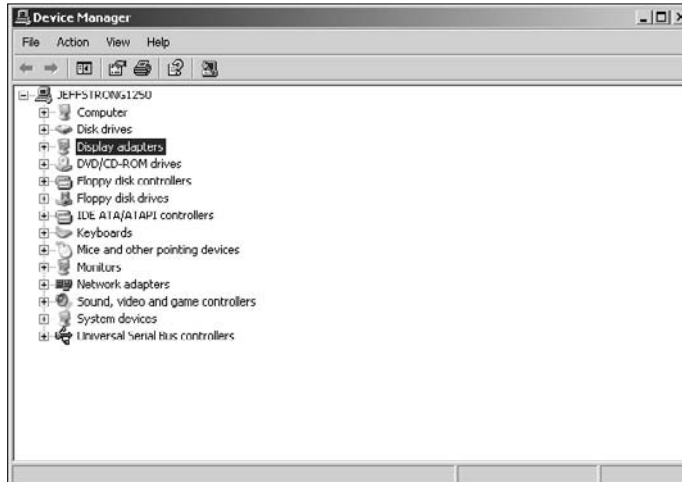 Device Manager
File Action View Help
JEFFSTRONG1250
Computer
Disk drives
Display adapters
DVD/CD-ROM drives
Floppy disk controllers
Floppy disk drives
IDE ATA/ATAPI controllers
Keyboards
Mice and other pointing devices
Monitors
Network adapters
Sound, video and game controllers
System devices
Universal Serial Bus controllers